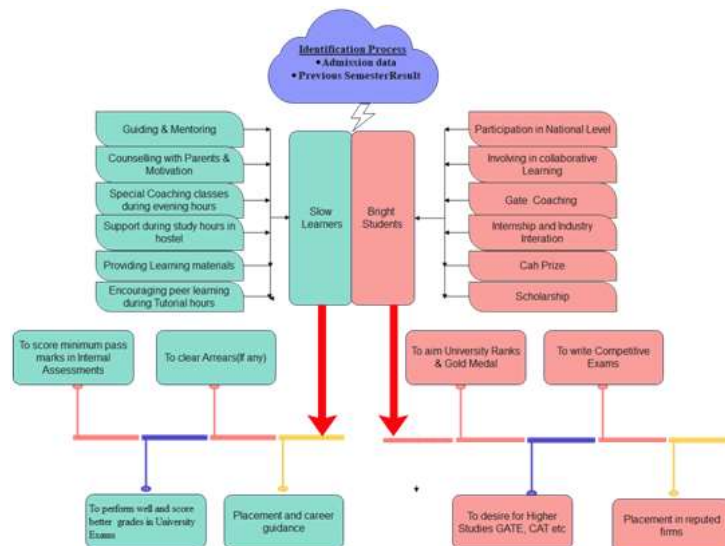 Identification Process
• Admission data
• Previous SemesterResult
Guiding & Mentoring
Counselling with Parents &
Motivation
Special Coaching classes
during evening hours
Support during study hours in
hostel
Providing Learning materials
Encouraging peer learning
during Tutorial hours
Slow
Learners
Bright
Students
Participation in National Level
Involving in collaborative
Learning
Gate Coaching
Internship and Industry
Interation
Cah Prize
Scholarship
To score minimum pass
marks in Internal
Assessments
To clear Arrears(If any)
To aim University Ranks
& Gold Medal
To write Competitive
Exams
To perform well and score
better grades in University
Exams
Placement and career
guidance
To desire for Higher
Studies GATE, CAT etc
Placement in reputed
firms